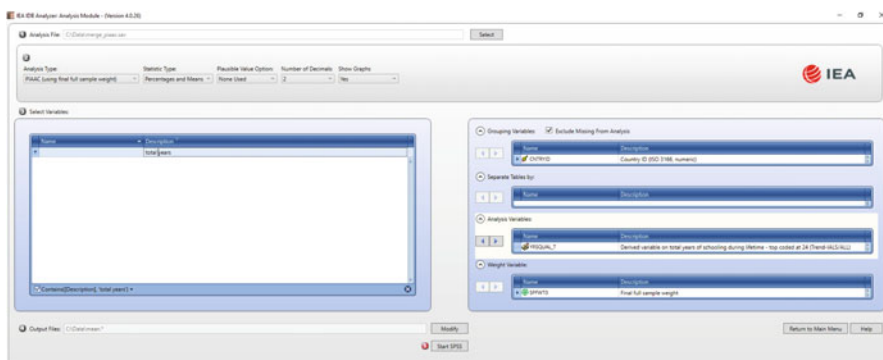 IEA IDB Analyzer: Analysis Module - (Version 4.0.26)
Analysis File: C:\Data\merge_piaac.sav Select
Analysis Type: Statistic Type: Plausible Value Option: Number of Decimals: Show Graphs
PIAAC (using final full sample weight) Percentages and Means None Used 2 Yes
IEA
Select Variables:
Name Description
total years
Contains([Description], 'total years')
Grouping Variables: Exclude Missing From Analysis
Name Description
CNTRYID Country ID (ISO 3166, numeric)
Separate Tables by:
Name Description
Analysis Variables:
Name Description
YRSQUAL_T Derived variable on total years of schooling during lifetime - top coded at 24 (Trend-IALS/ALL)
Weight Variable:
Name Description
SPFWT0 Final full sample weight
Output Files: C:\Data\mean.* Modify
Start SPSS
Return to Main Menu Help